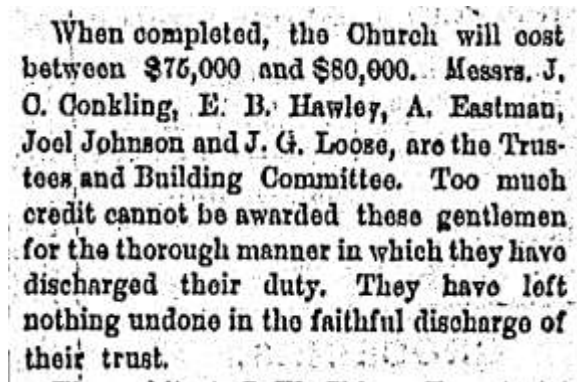 When completed, the Church will cost
between $75,000 and $80,000. Messrs. J.
C. Conkling, E. B. Hawley, A. Eastman,
Joel Johnson and J. G. Loose, are the Trus-
tees and Building Committee. Too much
credit cannot be awarded these gentlemen
for the thorough manner in which they have
discharged their duty. They have left
nothing undone in the faithful discharge of
their trust.